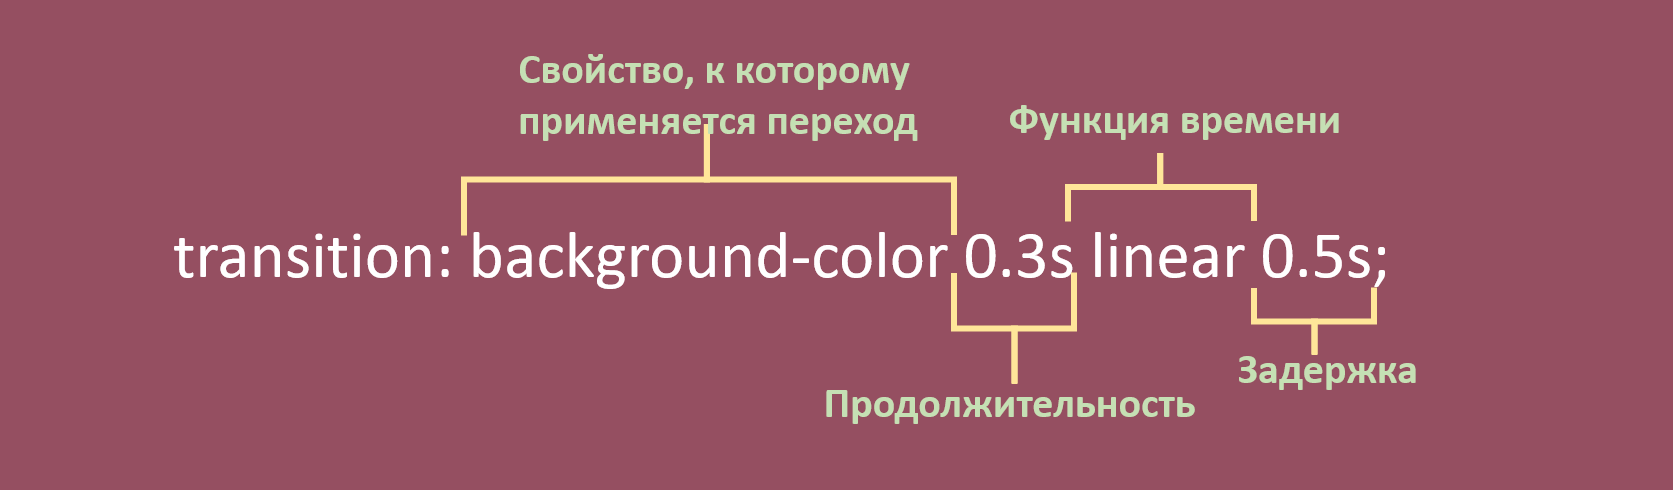 Свойство, к которому
применяется переход
Функция времени
transition: background-color 0.3s linear 0.5s;
Продолжительность
Задержка